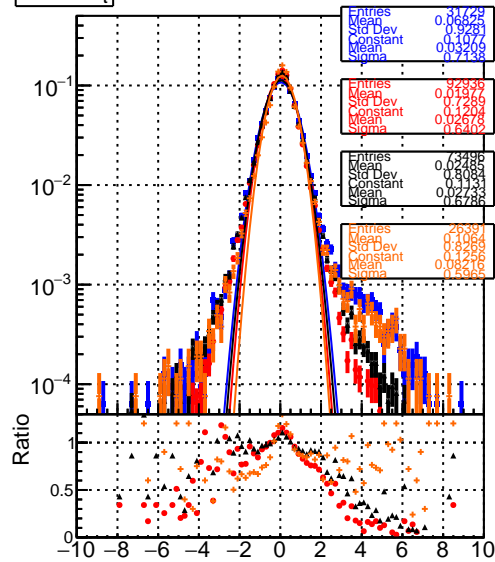 Entries 31729
Mean 0.06825
Std Dev 0.9281
Constant 0.1077
Mean 0.03209
Sigma 0.7138
Entries 92936
Mean 0.01977
Std Dev 0.7289
Constant 0.1204
Mean 0.02678
Sigma 0.6402
Entries 73496
Mean 0.02485
Std Dev 0.8084
Constant 0.1131
Mean 0.02733
Sigma 0.6786
Entries 26391
Mean 0.1064
Std Dev 0.8269
Constant 0.1256
Mean 0.08216
Sigma 0.5965
10⁻¹
10⁻²
10⁻³
10⁻⁴
Ratio
1
0.5
0
−10 −8 −6 −4 −2 0 2 4 6 8 10